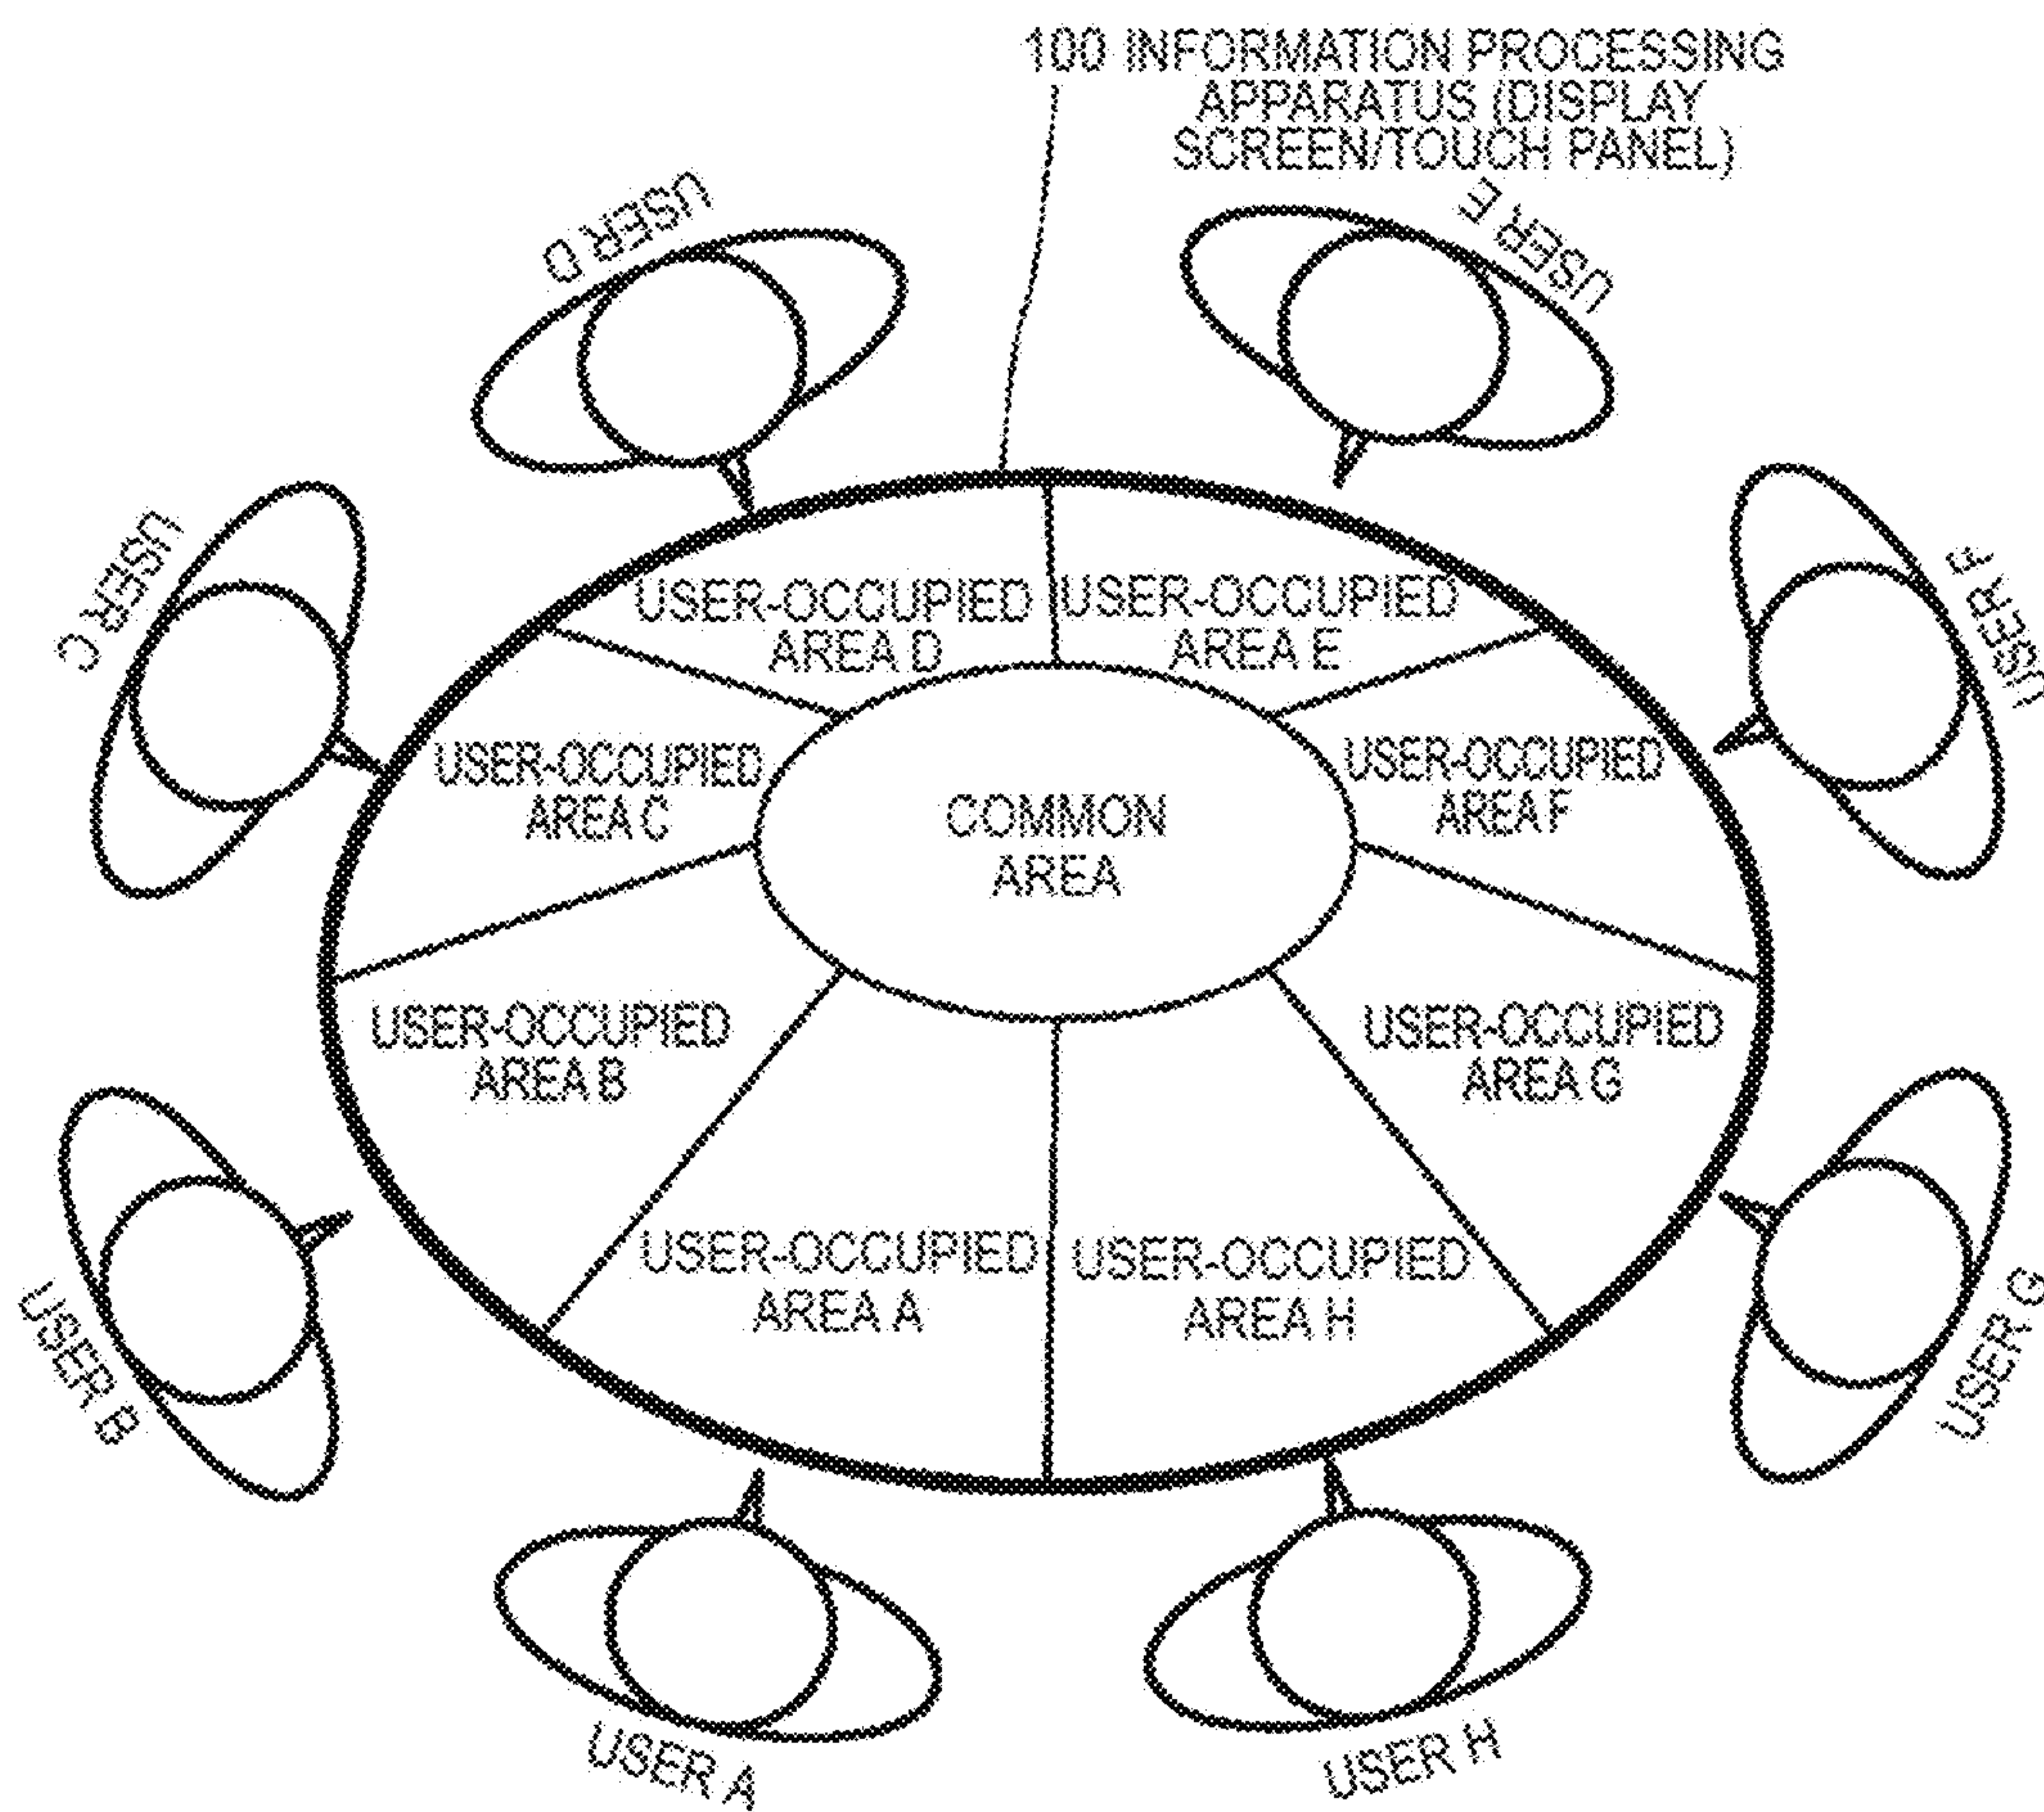 100 INFORMATION PROCESSING
APPARATUS (DISPLAY
SCREEN/TOUCH PANEL)
USER D
USER E
USER C
USER F
USER-OCCUPIED
AREA D
USER-OCCUPIED
AREA E
USER-OCCUPIED
AREA C
COMMON
AREA
USER-OCCUPIED
AREA F
USER-OCCUPIED
AREA B
USER-OCCUPIED
AREA G
USER-OCCUPIED
AREA A
USER-OCCUPIED
AREA H
USER B
USER G
USER A
USER H